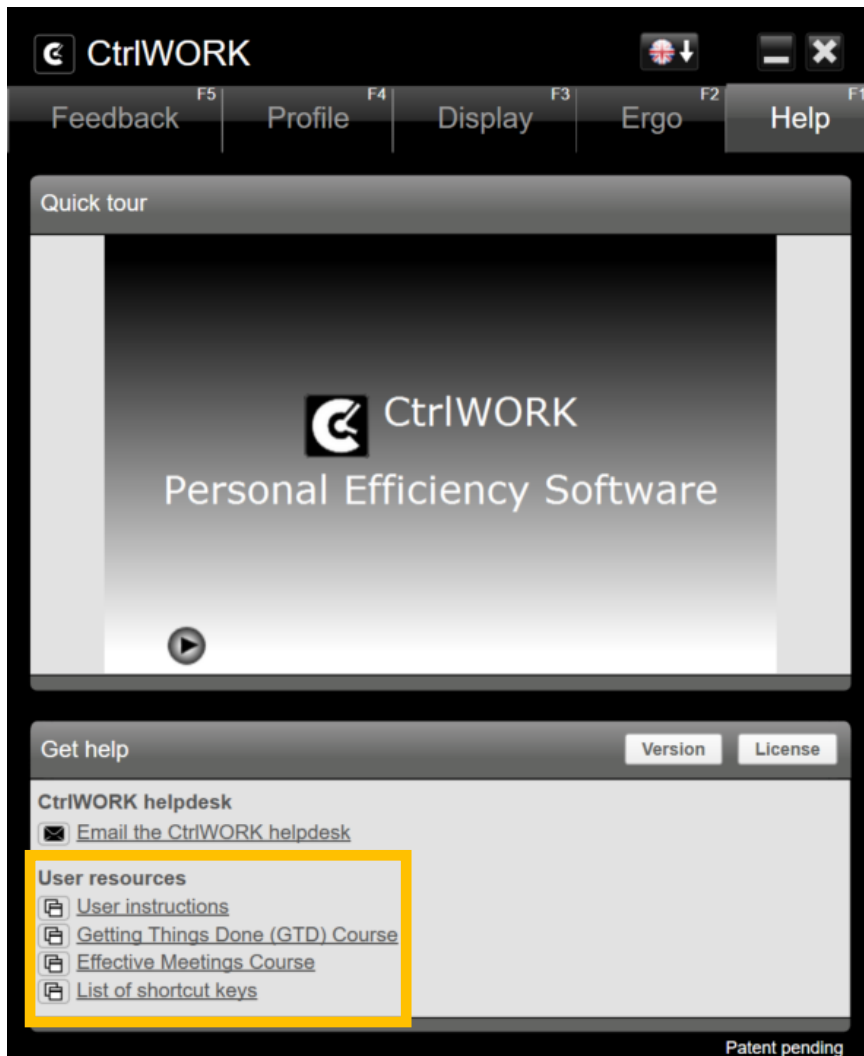 CtrlWORK
Feedback F5 Profile F4 Display F3 Ergo F2 Help F1
Quick tour
CtrlWORK
Personal Efficiency Software
Get help Version License
CtrlWORK helpdesk
Email the CtrlWORK helpdesk
User resources
User instructions
Getting Things Done (GTD) Course
Effective Meetings Course
List of shortcut keys
Patent pending